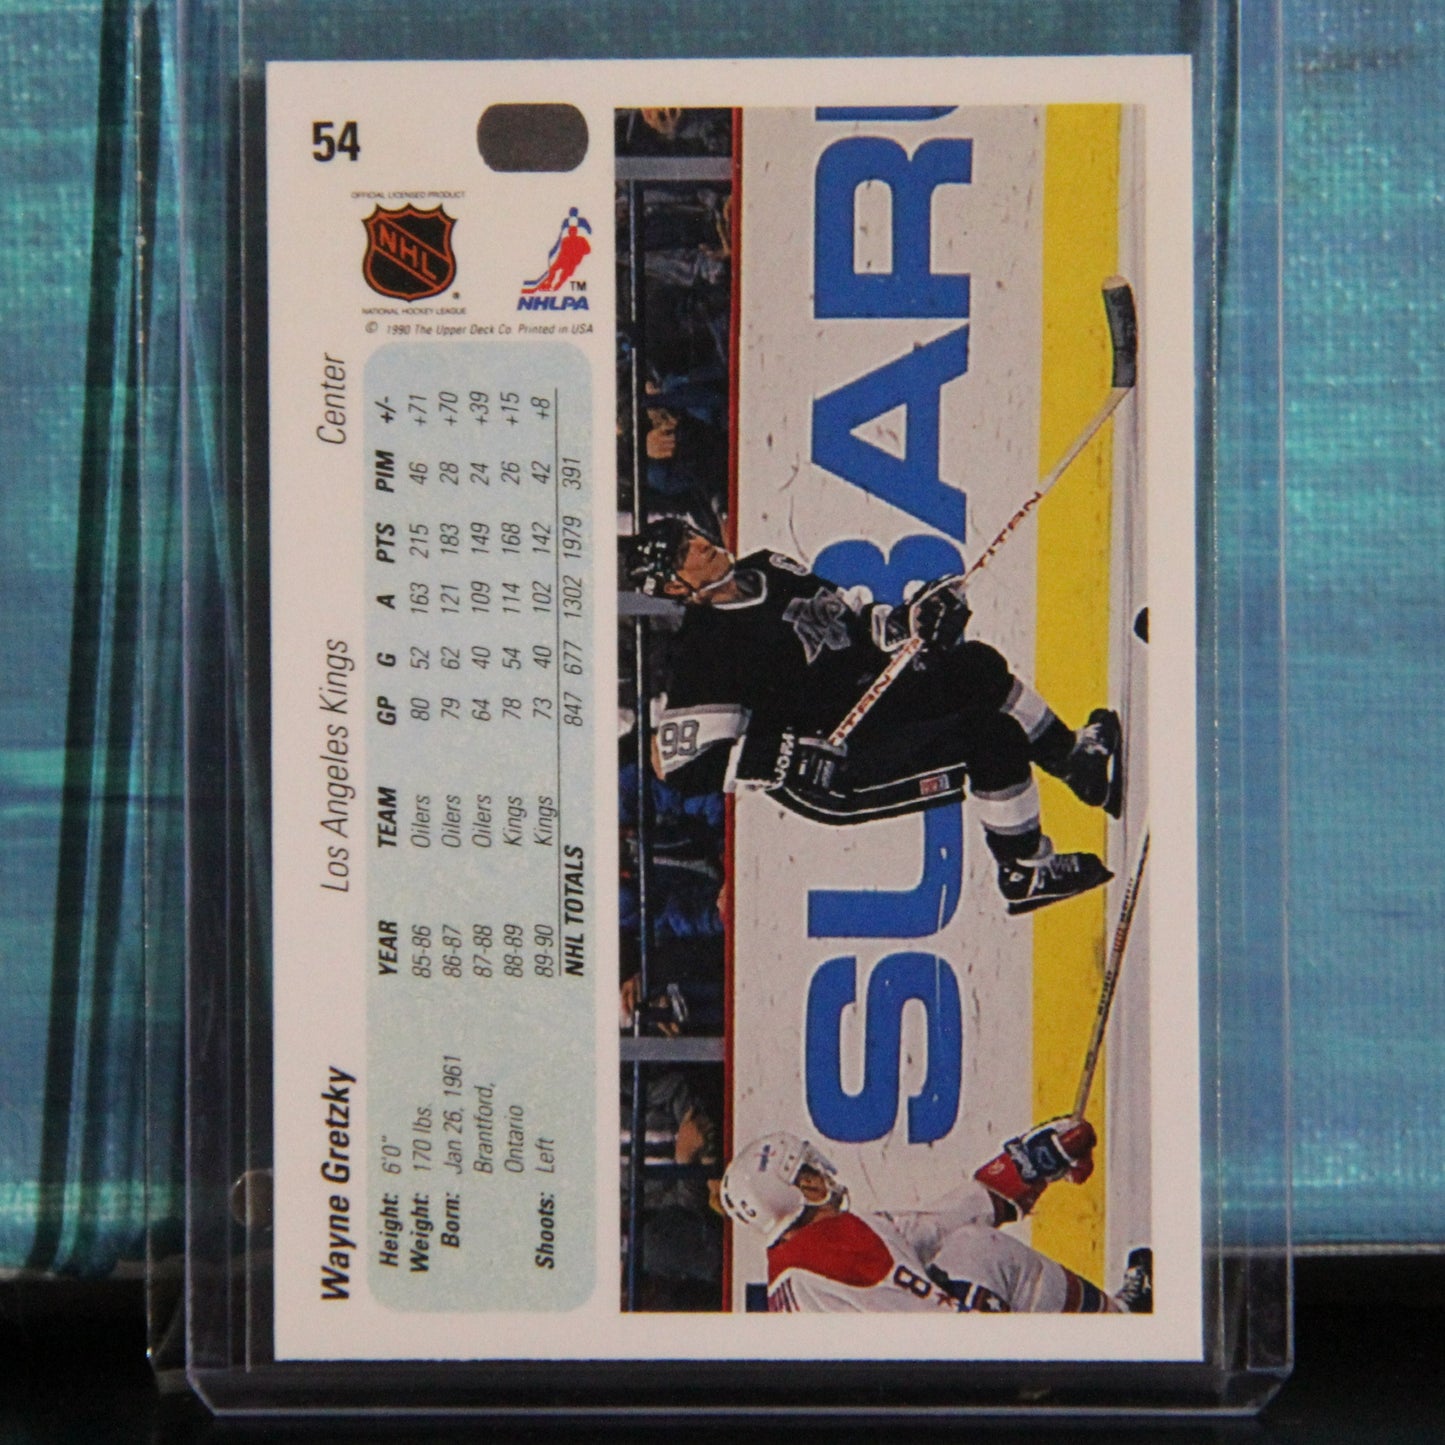 Wayne Gretzky Los Angeles Kings Center 54
Height: 6'0"
Weight: 170 lbs.
Born: Jan 26, 1961
Brantford,
Ontario
Shoots: Left
YEAR TEAM GP G A PTS PIM +/-
85-86 Oilers 80 52 163 215 46 +71
86-87 Oilers 79 62 121 183 28 +70
87-88 Oilers 64 40 109 149 24 +39
88-89 Kings 78 54 114 168 26 +15
89-90 Kings 73 40 102 142 42 +8
NHL TOTALS 847 677 1302 1979 391
OFFICIAL LICENSED PRODUCT
NHL
®
NATIONAL HOCKEY LEAGUE
TM
NHLPA
© 1990 The Upper Deck Co. Printed in USA
SUBARU
99
TITAN
TITAN
JOFA
8